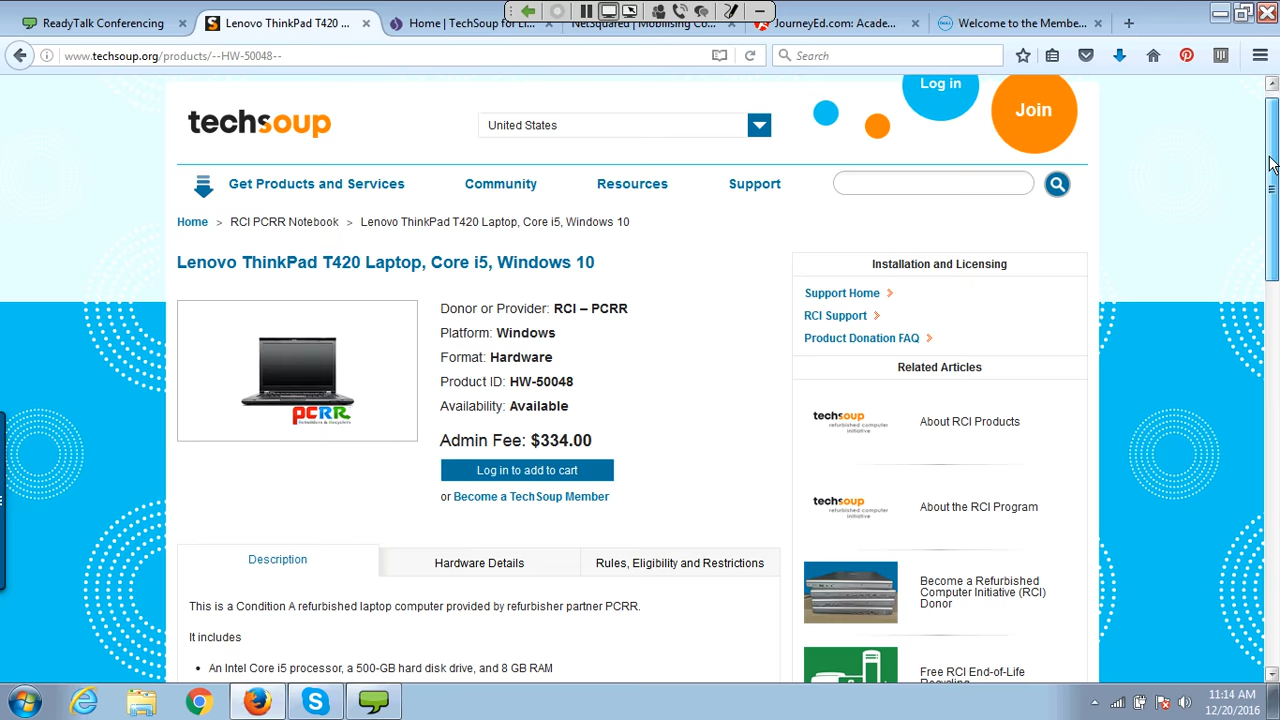 ReadyTalk Conferencing
Lenovo ThinkPad T420 ...
Home | TechSoup for Li...
NetSquared | Mobilising Co...
JourneyEd.com: Acade...
Welcome to the Membe...
www.techsoup.org/products/--HW-50048--
Search
techsoup
United States
Log in
Join
Get Products and Services
Community
Resources
Support
Home > RCI PCRR Notebook > Lenovo ThinkPad T420 Laptop, Core i5, Windows 10
Lenovo ThinkPad T420 Laptop, Core i5, Windows 10
PCRR
Donor or Provider: RCI – PCRR
Platform: Windows
Format: Hardware
Product ID: HW-50048
Availability: Available
Admin Fee: $334.00
Log in to add to cart
or Become a TechSoup Member
Description
Hardware Details
Rules, Eligibility and Restrictions
This is a Condition A refurbished laptop computer provided by refurbisher partner PCRR.
It includes
• An Intel Core i5 processor, a 500-GB hard disk drive, and 8 GB RAM
Installation and Licensing
Support Home
RCI Support
Product Donation FAQ
Related Articles
techsoup
refurbished computer
initiative
About RCI Products
techsoup
refurbished computer
initiative
About the RCI Program
Become a Refurbished
Computer Initiative (RCI)
Donor
Free RCI End-of-Life
Recycling
11:14 AM
12/20/2016